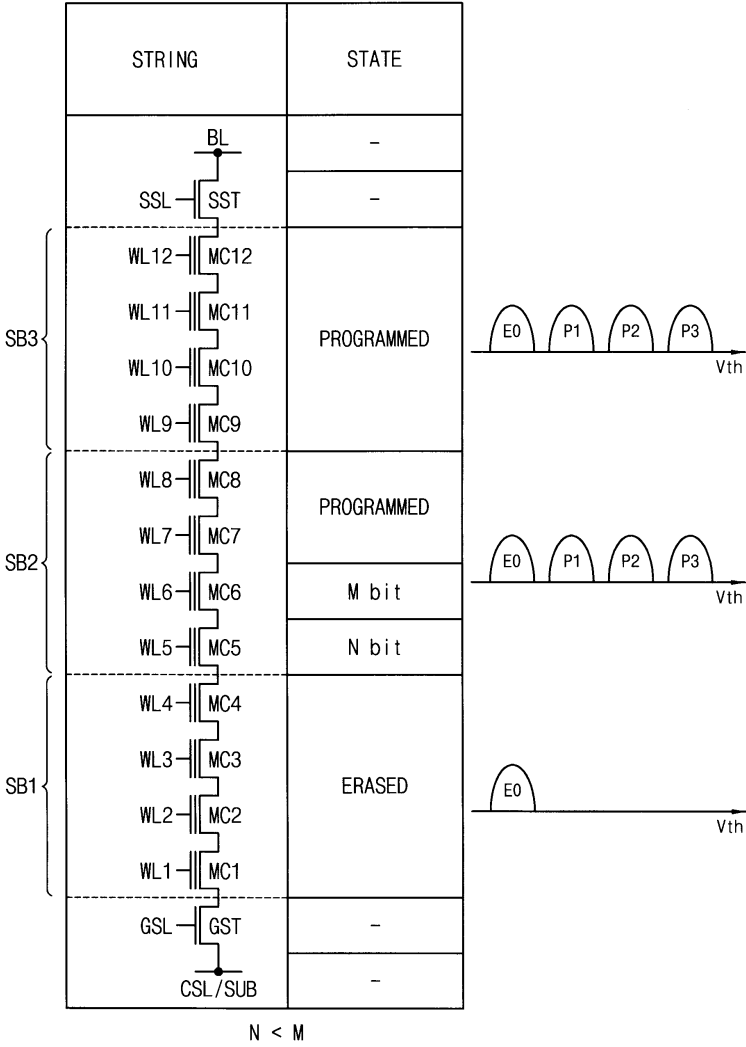 STRING STATE
BL -
SSL SST -
SB3
WL12 MC12
WL11 MC11
WL10 MC10
WL9 MC9
PROGRAMMED
E0 P1 P2 P3
Vth
SB2
WL8 MC8
WL7 MC7
PROGRAMMED
WL6 MC6 M bit
WL5 MC5 N bit
E0 P1 P2 P3
Vth
SB1
WL4 MC4
WL3 MC3
WL2 MC2
WL1 MC1
ERASED
E0
Vth
GSL GST -
CSL/SUB -
N < M